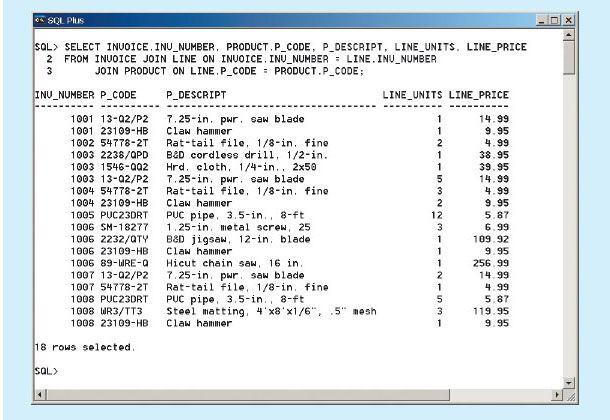 SQL Plus
SQL> SELECT INVOICE.INV_NUMBER, PRODUCT.P_CODE, P_DESCRIPT, LINE_UNITS, LINE_PRICE
2 FROM INVOICE JOIN LINE ON INVOICE.INV_NUMBER = LINE.INV_NUMBER
3 JOIN PRODUCT ON LINE.P_CODE = PRODUCT.P_CODE;
INV_NUMBER P_CODE P_DESCRIPT LINE_UNITS LINE_PRICE
---------- ---------- ----------------------------------- ---------- ----------
1001 13-Q2/P2 7.25-in. pwr. saw blade 1 14.99
1001 23109-HB Claw hammer 1 9.95
1002 54778-2T Rat-tail file, 1/8-in. fine 2 4.99
1003 2238/QPD B&D cordless drill, 1/2-in. 1 38.95
1003 1546-QQ2 Hrd. cloth, 1/4-in., 2x50 1 39.95
1003 13-Q2/P2 7.25-in. pwr. saw blade 5 14.99
1004 54778-2T Rat-tail file, 1/8-in. fine 3 4.99
1004 23109-HB Claw hammer 2 9.95
1005 PVC23DRT PVC pipe, 3.5-in., 8-ft 12 5.87
1006 SM-18277 1.25-in. metal screw, 25 3 6.99
1006 2232/QTY B&D jigsaw, 12-in. blade 1 109.92
1006 23109-HB Claw hammer 1 9.95
1006 89-WRE-Q Hicut chain saw, 16 in. 1 256.99
1007 13-Q2/P2 7.25-in. pwr. saw blade 2 14.99
1007 54778-2T Rat-tail file, 1/8-in. fine 1 4.99
1008 PVC23DRT PVC pipe, 3.5-in., 8-ft 5 5.87
1008 WR3/TT3 Steel matting, 4'x8'x1/6", .5" mesh 3 119.95
1008 23109-HB Claw hammer 1 9.95
18 rows selected.
SQL>